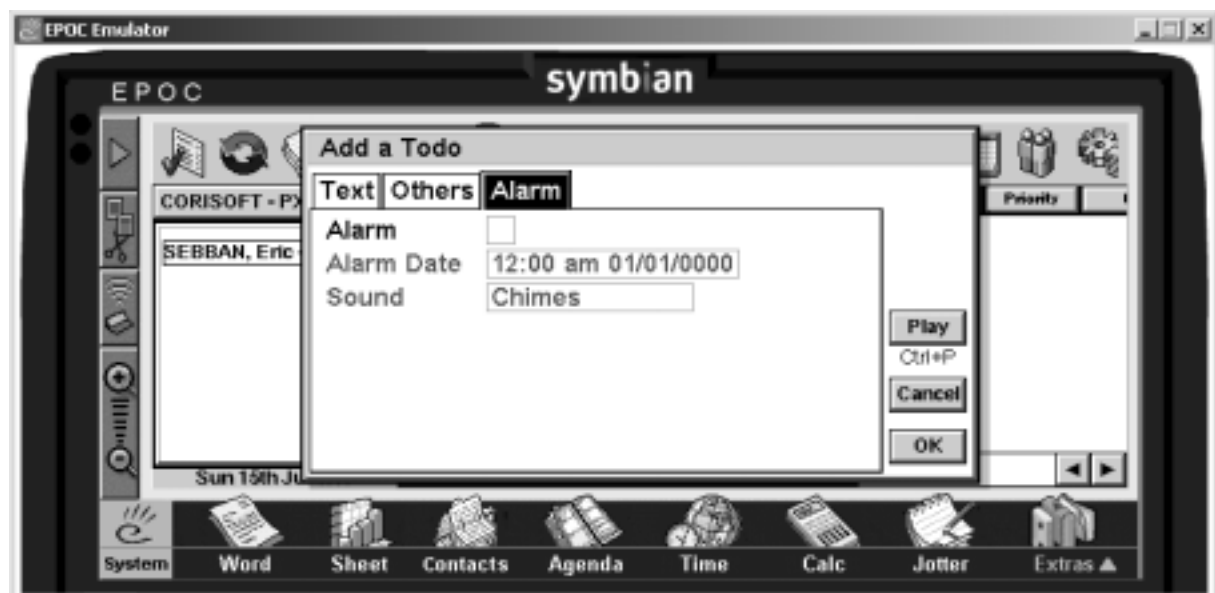 EPOC Emulator
symbian
EPOC
Add a Todo
Text Others Alarm
CORISOFT - Priority
SEBBAN, Eric
Alarm
Alarm Date 12:00 am 01/01/0000
Sound Chimes
Play
Ctrl+P
Cancel
OK
Sun 15th
System Word Sheet Contacts Agenda Time Calc Jotter Extras